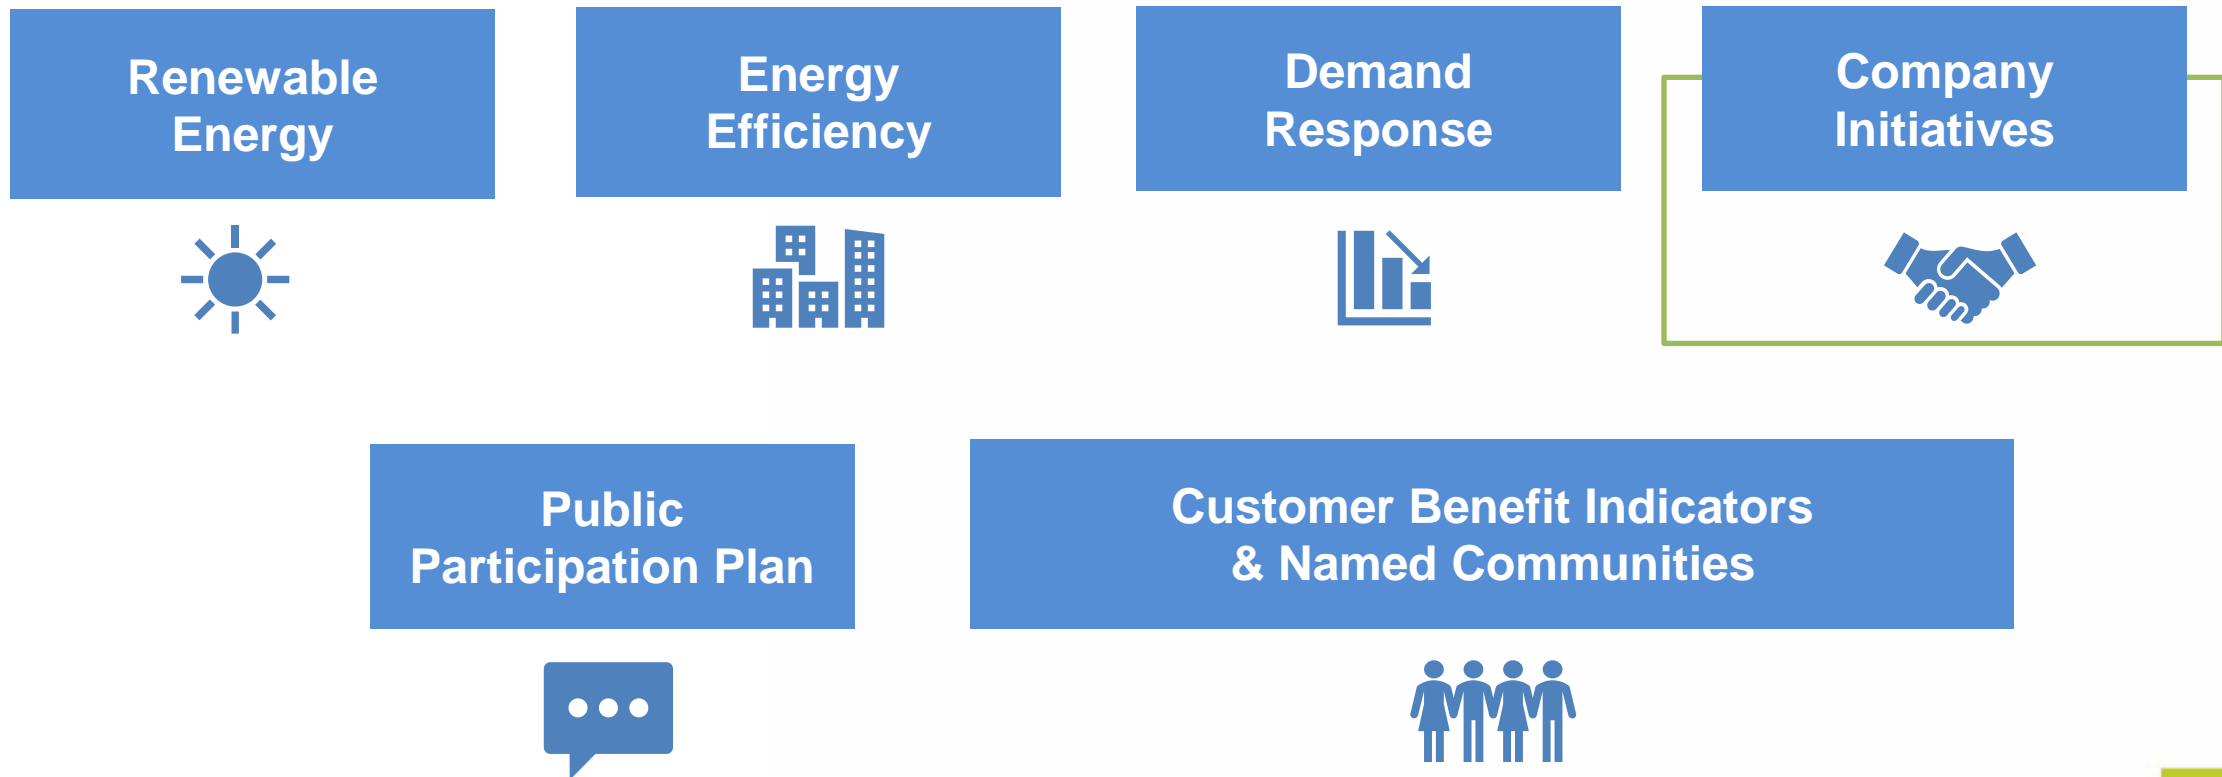 Renewable
Energy
Energy
Efficiency
Demand
Response
Company
Initiatives
Public
Participation Plan
Customer Benefit Indicators
& Named Communities